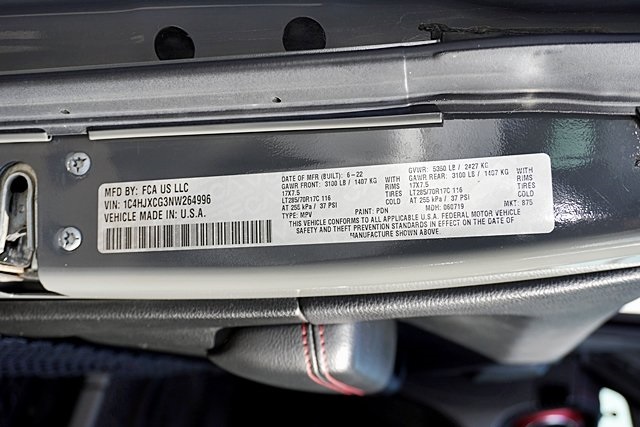 MFD BY: FCA US LLC
VIN: 1C4HJXCG3NW264996
VEHICLE MADE IN: U.S.A.
DATE OF MFR (BUILT): 6-22
GVWR: 5350 LB / 2427 KG
GAWR FRONT: 3100 LB / 1407 KG WITH
GAWR REAR: 3100 LB / 1407 KG WITH
17X7.5 RIMS
17X7.5 RIMS
LT285/70R17C 116 TIRES
LT285/70R17C 116 TIRES
AT 255 kPa / 37 PSI COLD
AT 255 kPa / 37 PSI COLD
TYPE: MPV PAINT: PDN MDH: 060719 MKT: 875
THIS VEHICLE CONFORMS TO ALL APPLICABLE U.S.A. FEDERAL MOTOR VEHICLE
SAFETY AND THEFT PREVENTION STANDARDS IN EFFECT ON THE DATE OF
MANUFACTURE SHOWN ABOVE.